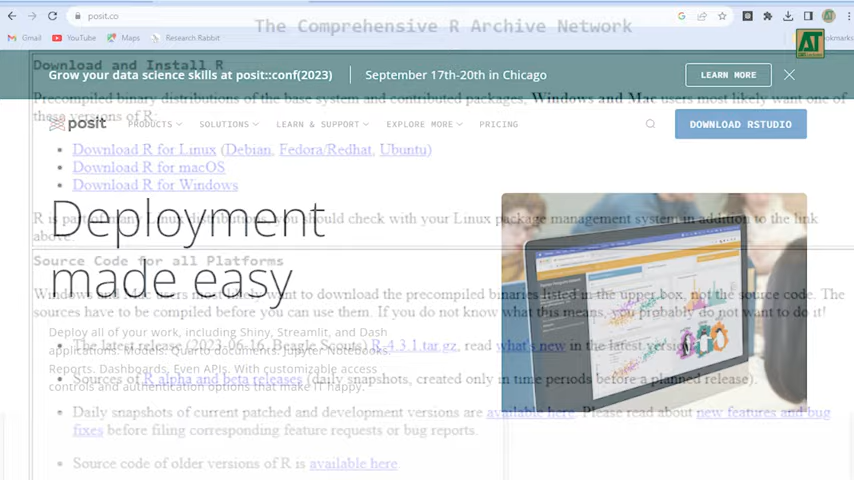 posit.co
The Comprehensive R Archive Network
Gmail YouTube Maps Research Rabbit
AT
Download and Install R
Grow your data science skills at posit::conf(2023) September 17th-20th in Chicago LEARN MORE
Precompiled binary distributions of the base system and contributed packages, Windows and Mac users most likely want one of
these versions of R:
posit PRODUCTS SOLUTIONS LEARN & SUPPORT EXPLORE MORE PRICING DOWNLOAD RSTUDIO
Download R for Linux (Debian, Fedora/Redhat, Ubuntu)
Download R for macOS
Download R for Windows
Deployment
made easy
R is part of many Linux distributions, you should check with your Linux package management system in addition to the link
above.
Source Code for all Platforms
Windows and Mac users most likely want to download the precompiled binaries listed in the upper box, not the source code. The
sources have to be compiled before you can use them. If you do not know what this means, you probably do not want to do it!
Deploy all of your work, including Shiny, Streamlit, and Dash
applications. Models. Quarto documents. Jupyter Notebooks.
Reports. Dashboards. Even APIs. With customizable access
controls and authentication options that make IT happy.
The latest release (2023-06-16, Beagle Scouts) R-4.3.1.tar.gz, read what's new in the latest version.
Sources of R alpha and beta releases (daily snapshots, created only in time periods before a planned release).
Daily snapshots of current patched and development versions are available here. Please read about new features and bug
fixes before filing corresponding feature requests or bug reports.
Source code of older versions of R is available here.